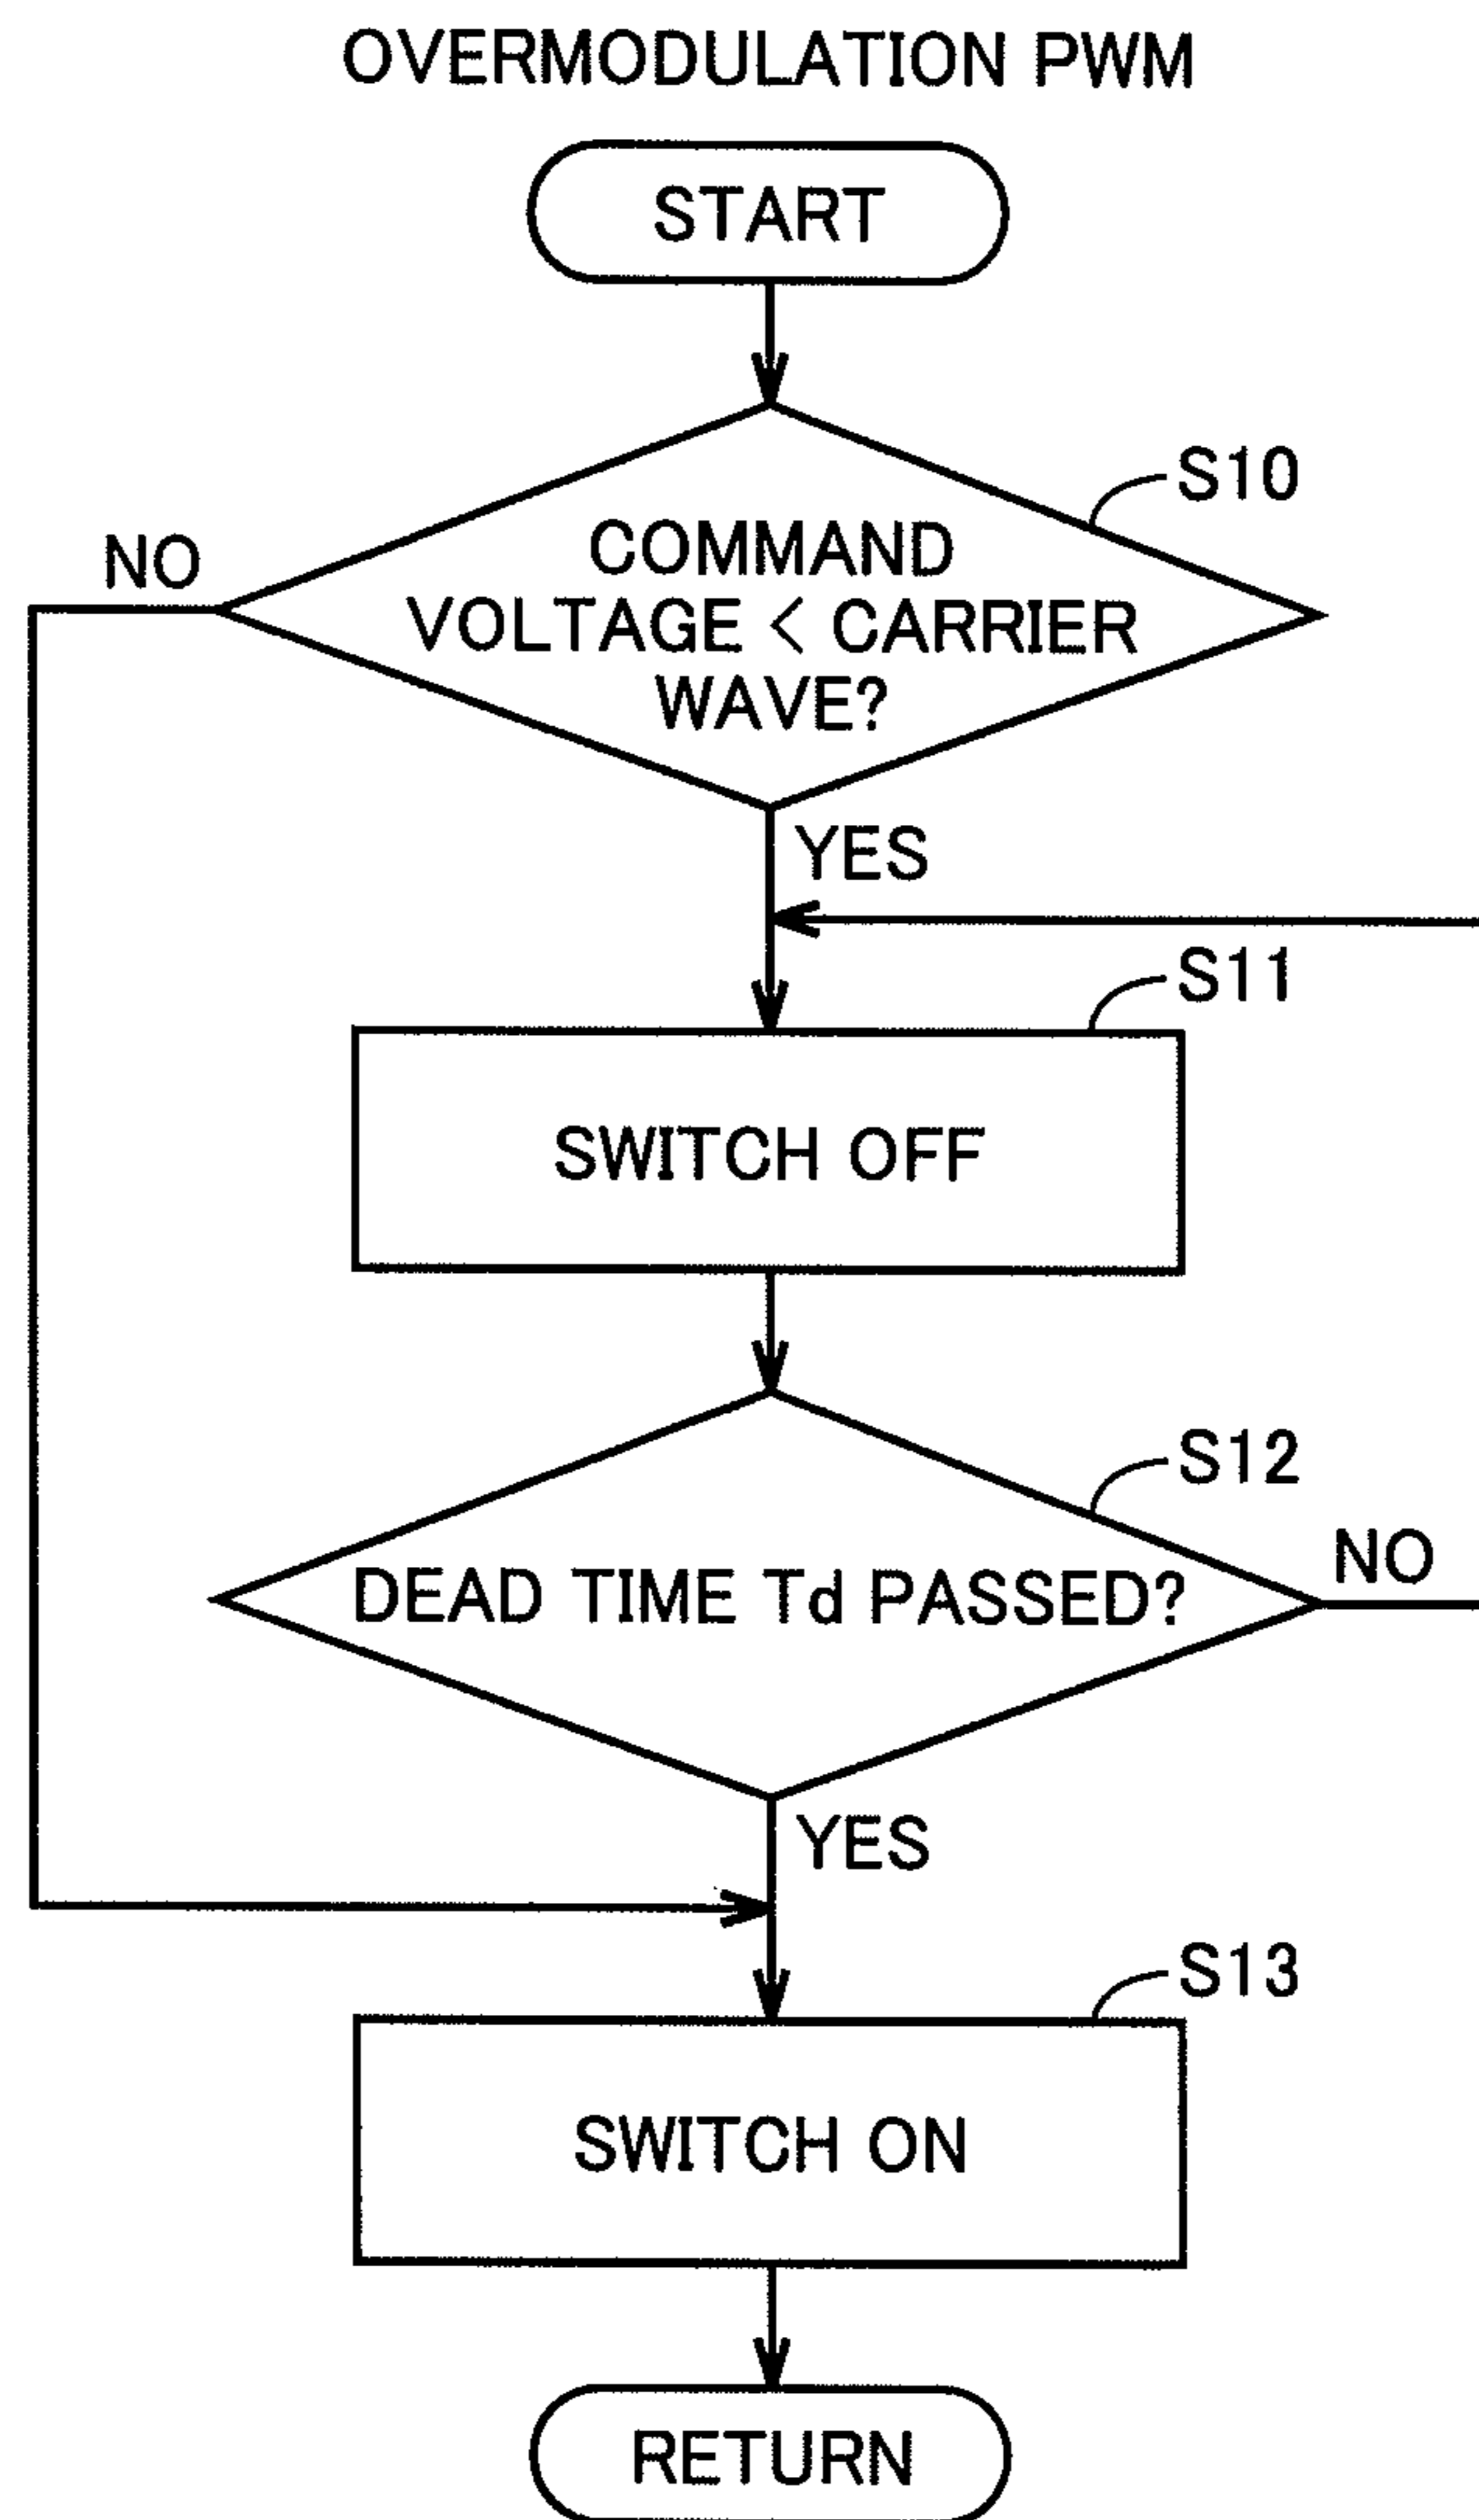 OVERMODULATION PWM
START
S10
COMMAND
VOLTAGE < CARRIER
WAVE?
NO
YES
S11
SWITCH OFF
S12
DEAD TIME Td PASSED?
NO
YES
S13
SWITCH ON
RETURN